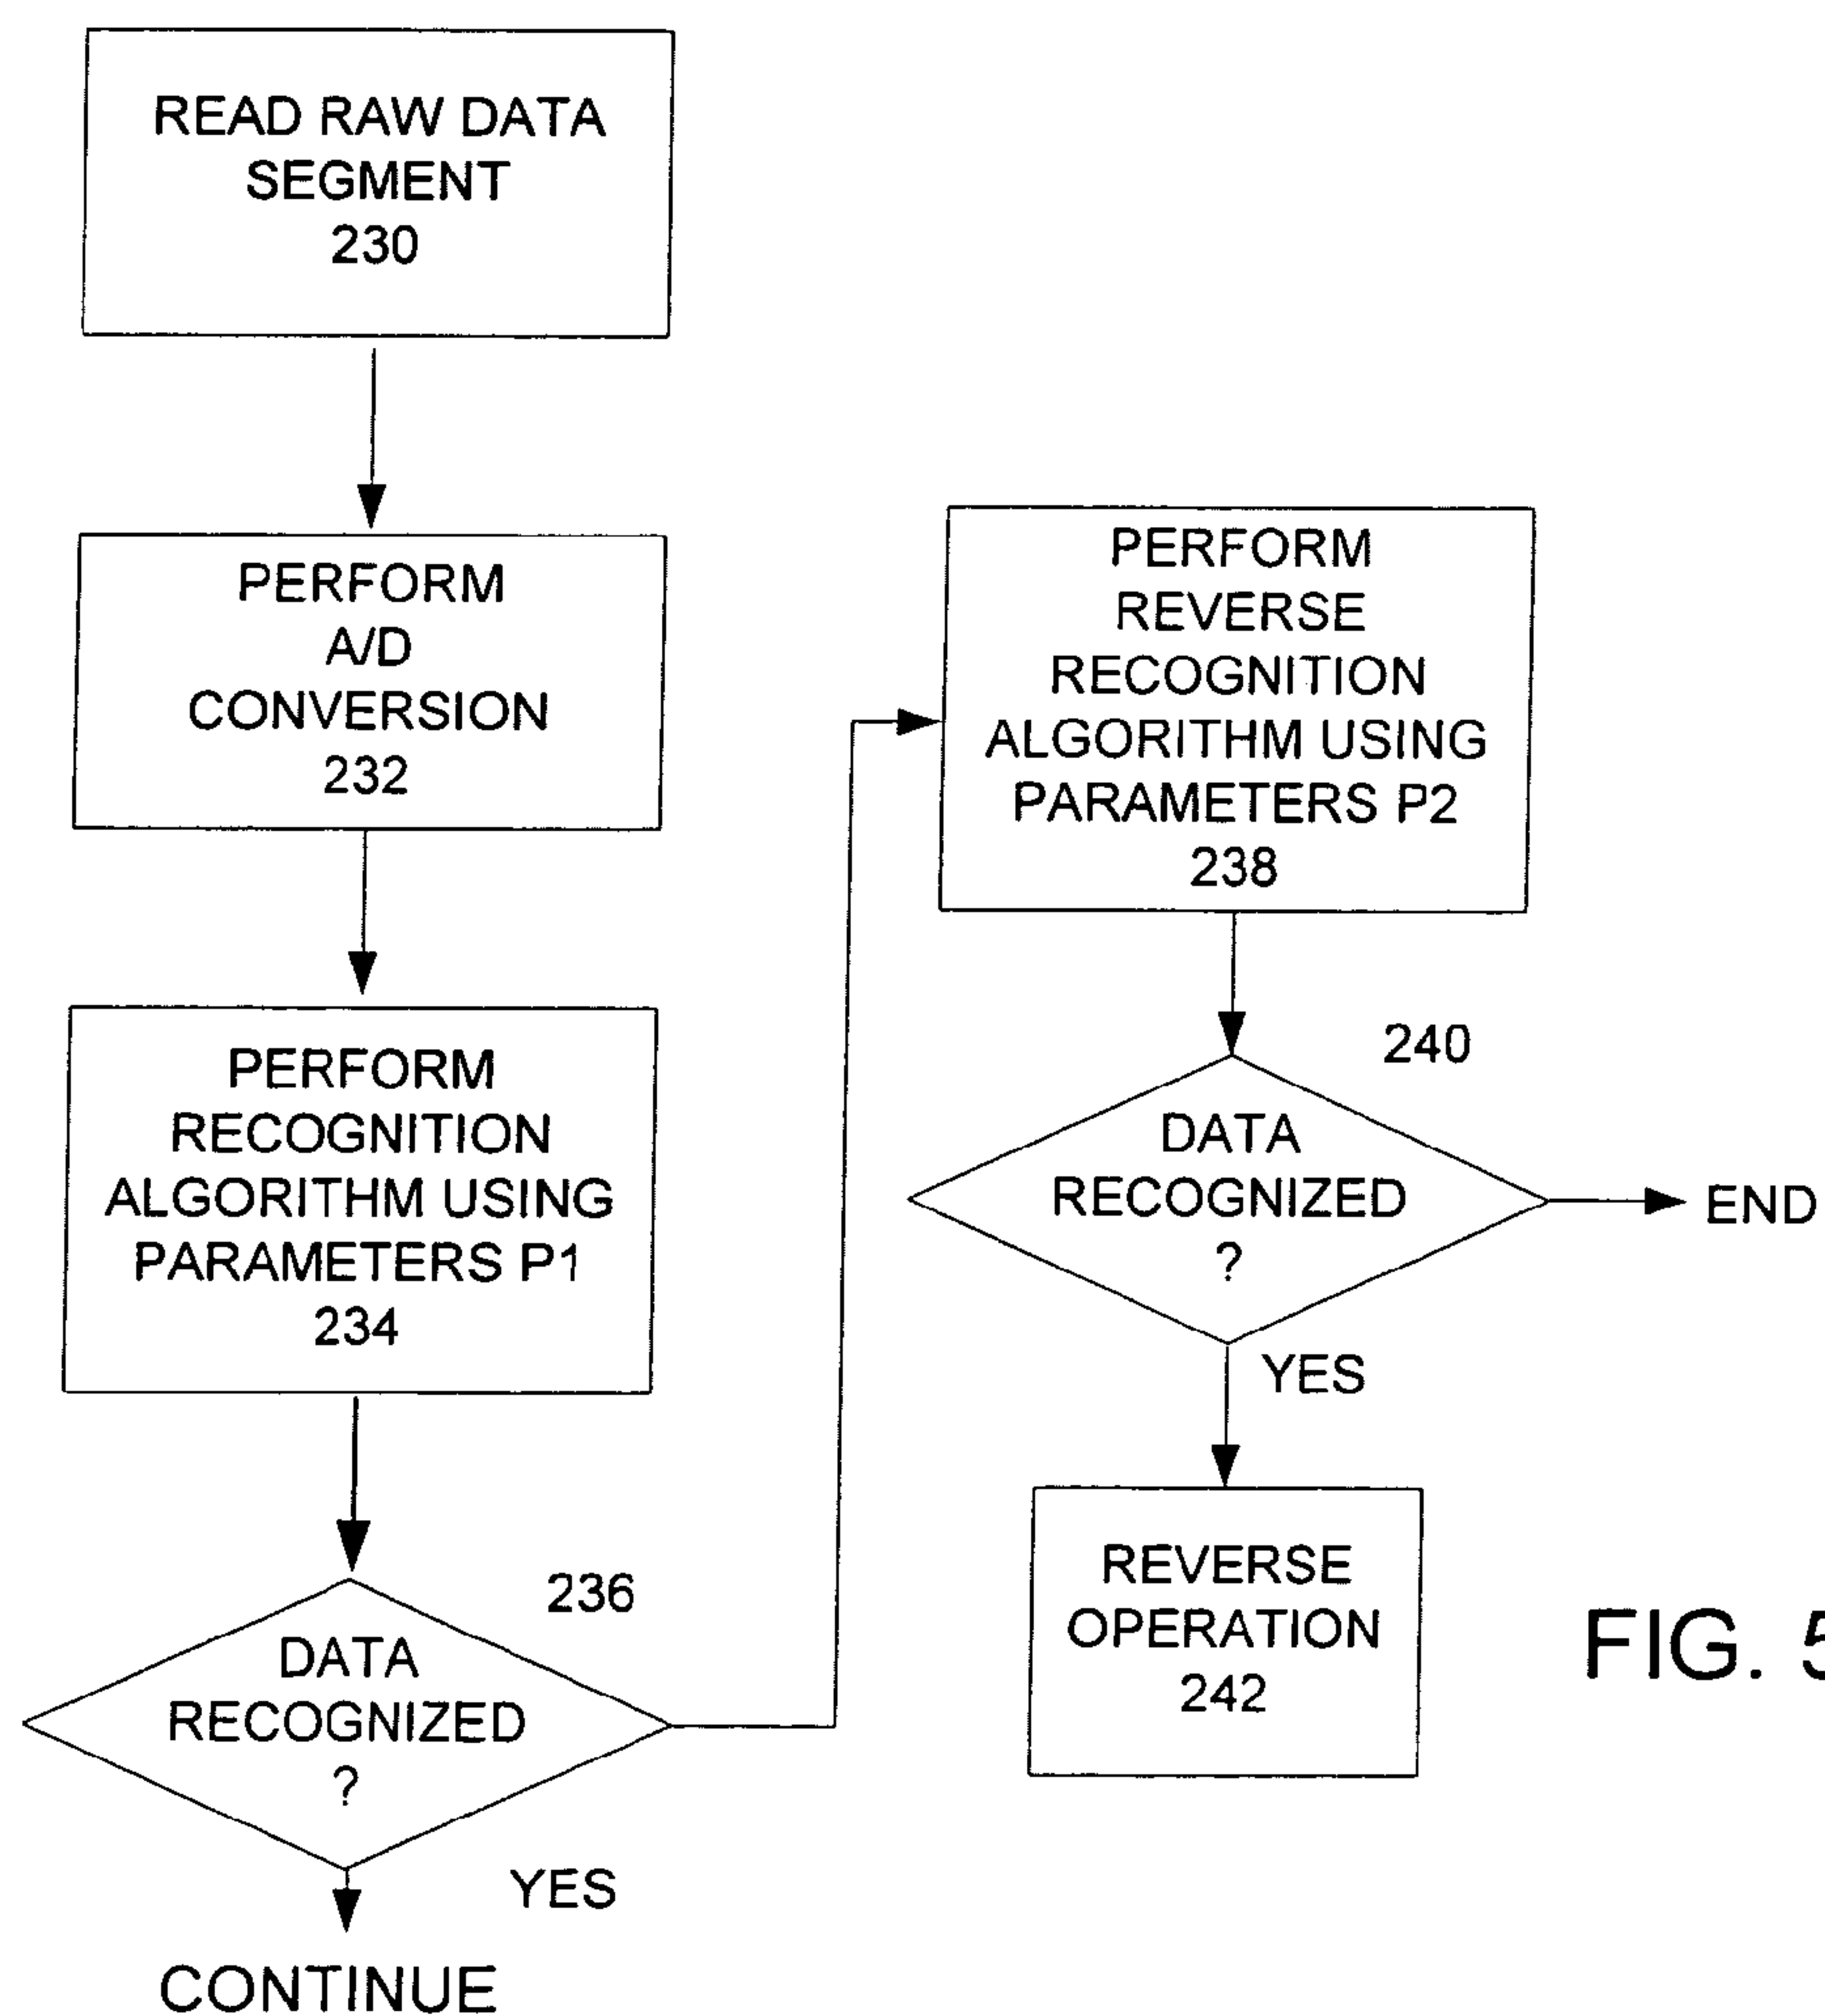 READ RAW DATA
SEGMENT
230
PERFORM
A/D
CONVERSION
232
PERFORM
RECOGNITION
ALGORITHM USING
PARAMETERS P1
234
236
DATA
RECOGNIZED
?
YES
CONTINUE
PERFORM
REVERSE
RECOGNITION
ALGORITHM USING
PARAMETERS P2
238
240
DATA
RECOGNIZED
?
END
YES
REVERSE
OPERATION
242
FIG. 5